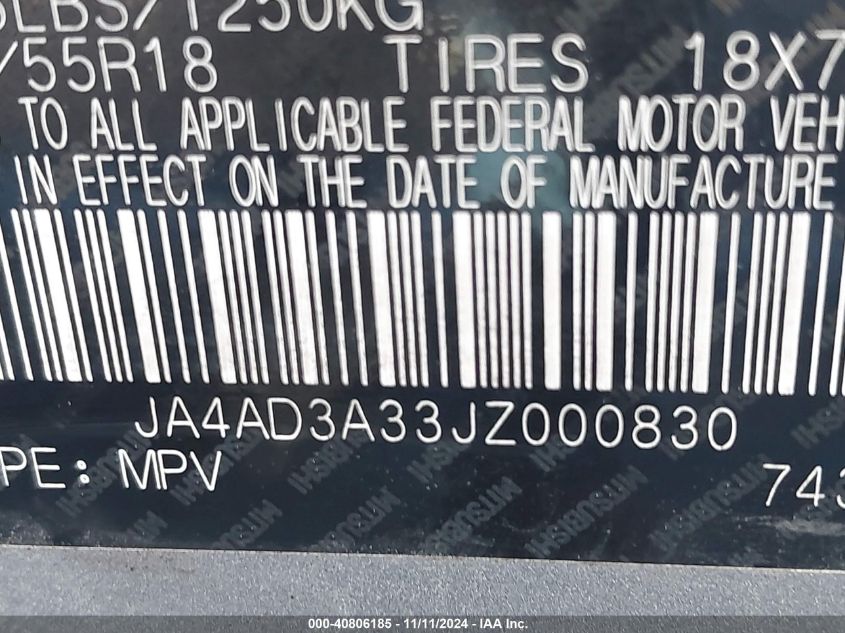 LBS/1250KG
/55R18 TIRES 18X7
TO ALL APPLICABLE FEDERAL MOTOR VEH
IN EFFECT ON THE DATE OF MANUFACTURE
JA4AD3A33JZ000830
PE: MPV 743
MITSUBISHI
000-40806185 - 11/11/2024 - IAA Inc.